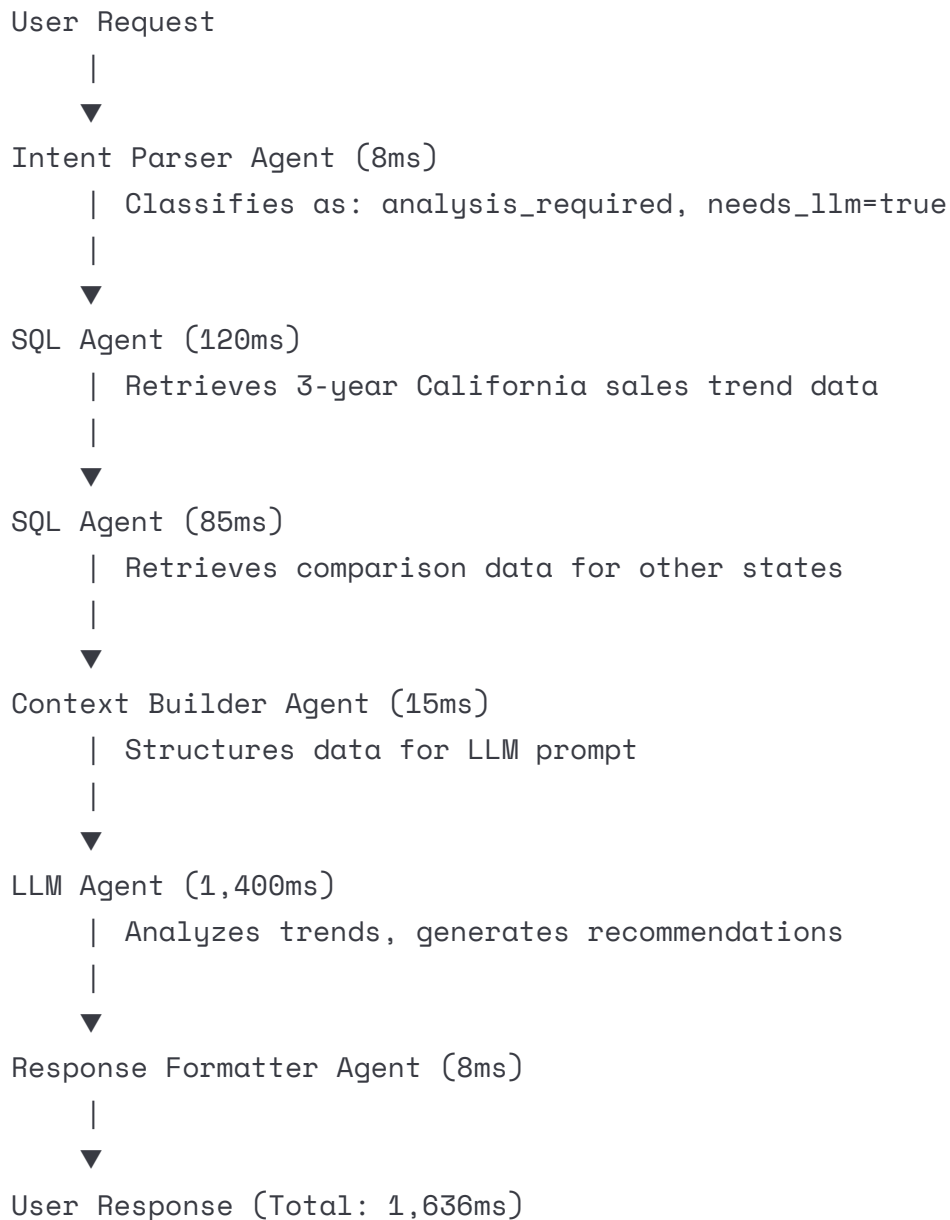 User Request
|
▼
Intent Parser Agent (8ms)
| Classifies as: analysis_required, needs_llm=true
|
▼
SQL Agent (120ms)
| Retrieves 3-year California sales trend data
|
▼
SQL Agent (85ms)
| Retrieves comparison data for other states
|
▼
Context Builder Agent (15ms)
| Structures data for LLM prompt
|
▼
LLM Agent (1,400ms)
| Analyzes trends, generates recommendations
|
▼
Response Formatter Agent (8ms)
|
▼
User Response (Total: 1,636ms)